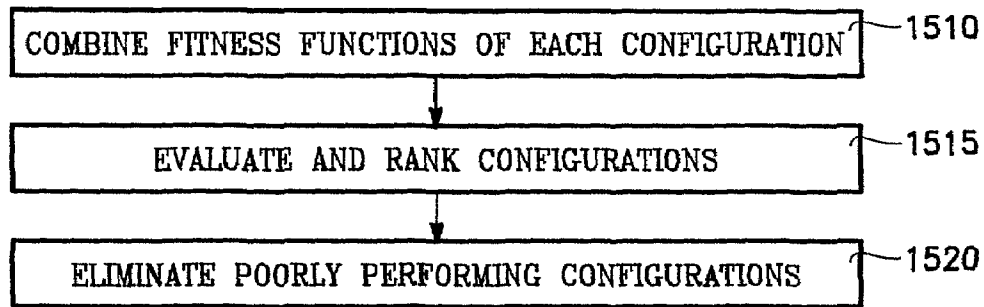 COMBINE FITNESS FUNCTIONS OF EACH CONFIGURATION 1510
EVALUATE AND RANK CONFIGURATIONS 1515
ELIMINATE POORLY PERFORMING CONFIGURATIONS 1520